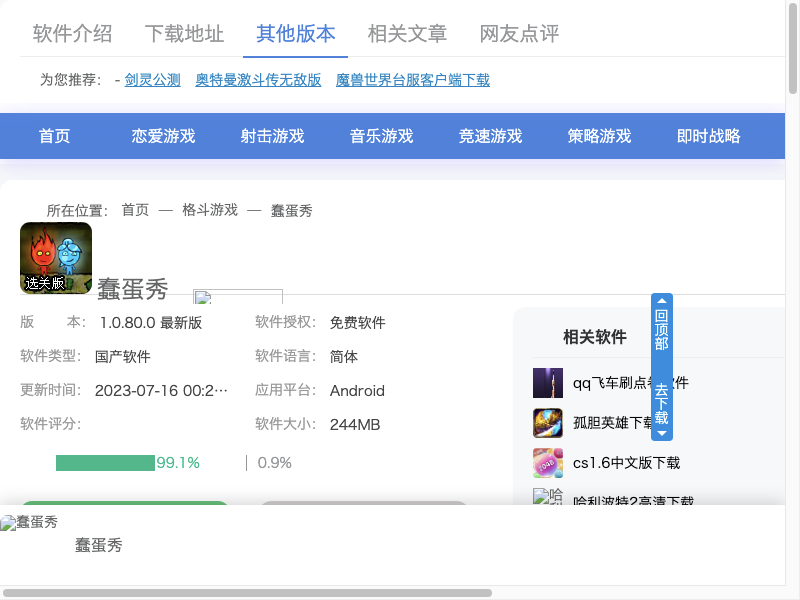 软件介绍 下载地址 其他版本 相关文章 网友点评
为您推荐： - 剑灵公测 奥特曼激斗传无敌版 魔兽世界台服客户端下载
首页 恋爱游戏 射击游戏 音乐游戏 竞速游戏 策略游戏 即时战略
所在位置： 首页 — 格斗游戏 — 蠢蛋秀
选关版
蠢蛋秀
版 本： 1.0.80.0 最新版 软件授权： 免费软件
软件类型： 国产软件 软件语言： 简体
更新时间： 2023-07-16 00:2… 应用平台： Android
软件评分： 软件大小： 244MB
99.1% 0.9%
相关软件
qq飞车刷点卷软件
孤胆英雄下载
2048
cs1.6中文版下载
哈 哈利波特2高清下载
回顶部
去下载
蠢蛋秀
蠢蛋秀